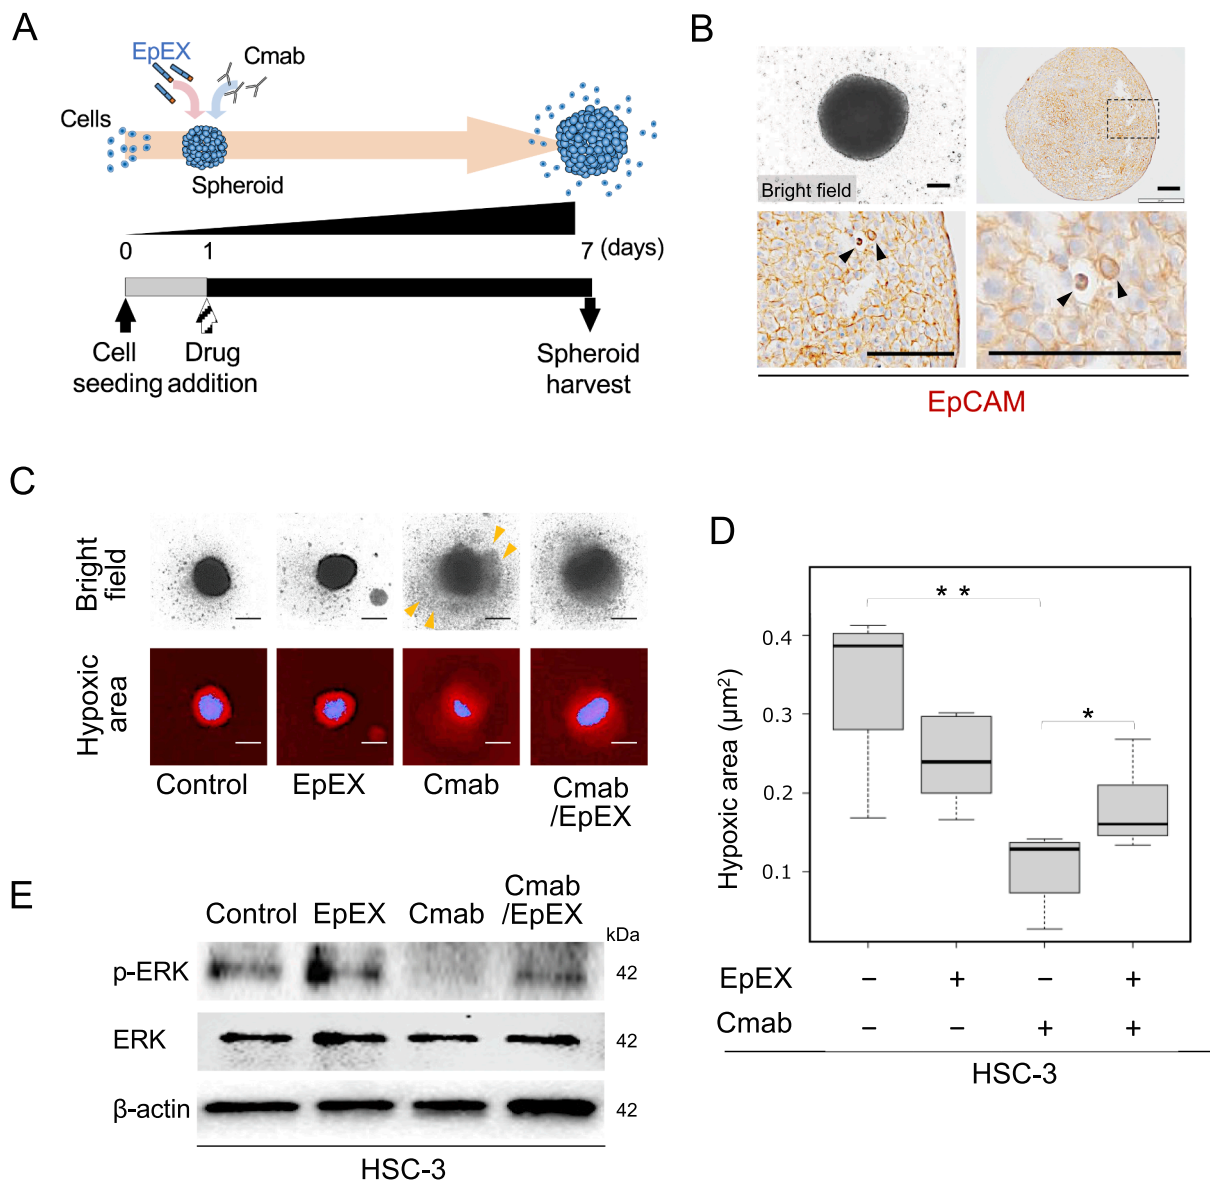 A
EpEX
Cmab
Cells
Spheroid
0
1
7 (days)
Cell
seeding
Drug
addition
Spheroid
harvest
B
Bright field
EpCAM
C
Bright
field
Hypoxic
area
Control
EpEX
Cmab
Cmab
/EpEX
D
Hypoxic area (μm²)
0.4
0.3
0.2
0.1
* *
*
EpEX − + − +
Cmab − − + +
HSC-3
E
Control
EpEX
Cmab
Cmab
/EpEX
kDa
p-ERK
42
ERK
42
β-actin
42
HSC-3